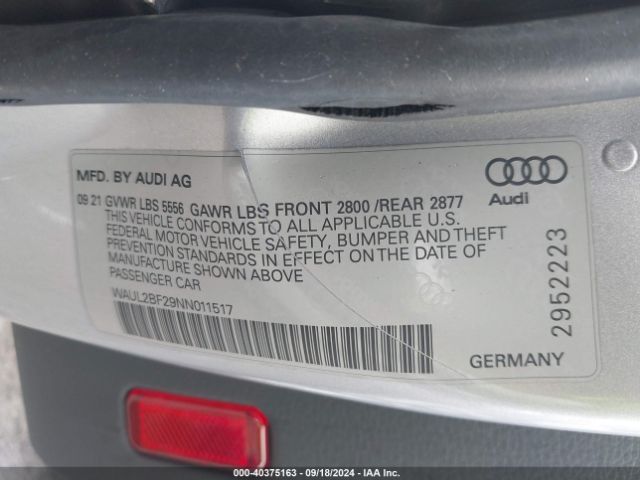 MFD. BY AUDI AG
09 21 GVWR LBS 5556 GAWR LBS FRONT 2800 /REAR 2877
THIS VEHICLE CONFORMS TO ALL APPLICABLE U.S.
FEDERAL MOTOR VEHICLE SAFETY, BUMPER AND THEFT
PREVENTION STANDARDS IN EFFECT ON THE DATE OF
MANUFACTURE SHOWN ABOVE
PASSENGER CAR
WAUL2BF29NN011517
Audi
2952223
GERMANY
00-40375163 - 09/18/2024 - IAA Inc.